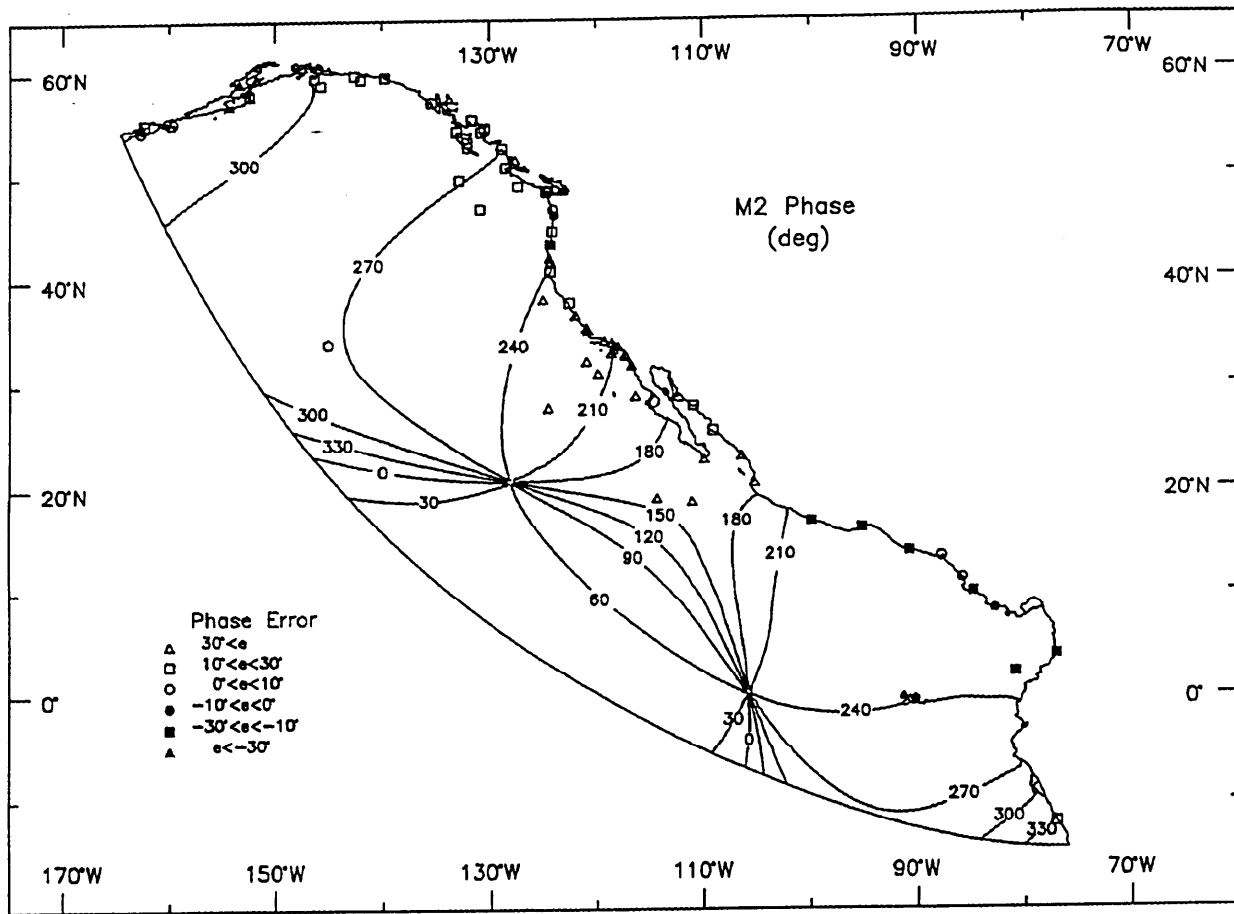 130°W 110°W 90°W 70°W
60°N 60°N
300
M2 Phase
(deg)
270
40°N 40°N
240
210
300
330
180
0
20°N 20°N
30
150
180
120
210
90
60
Phase Error
30°<e
10°<e<30°
0°<e<10°
-10°<e<0°
-30°<e<-10°
e<-30°
0° 0°
240
30
0
270
300
330
170°W 150°W 130°W 110°W 90°W 70°W